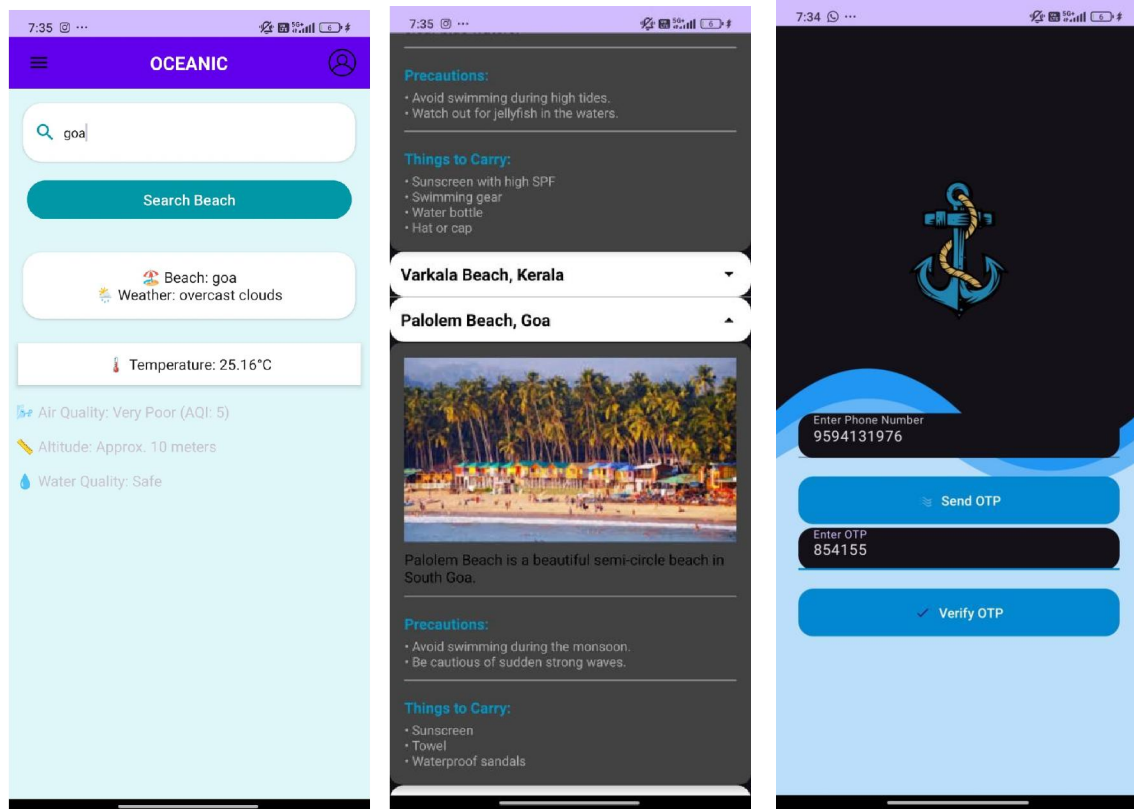 7:35
OCEANIC
goa
Search Beach
Beach: goa
Weather: overcast clouds
Temperature: 25.16°C
Air Quality: Very Poor (AQI: 5)
Altitude: Approx. 10 meters
Water Quality: Safe
7:35
Precautions:
• Avoid swimming during high tides.
• Watch out for jellyfish in the waters.
Things to Carry:
• Sunscreen with high SPF
• Swimming gear
• Water bottle
• Hat or cap
Varkala Beach, Kerala
Palolem Beach, Goa
Palolem Beach is a beautiful semi-circle beach in
South Goa.
Precautions:
• Avoid swimming during the monsoon.
• Be cautious of sudden strong waves.
Things to Carry:
• Sunscreen
• Towel
• Waterproof sandals
7:34
Enter Phone Number
9594131976
Send OTP
Enter OTP
854155
Verify OTP